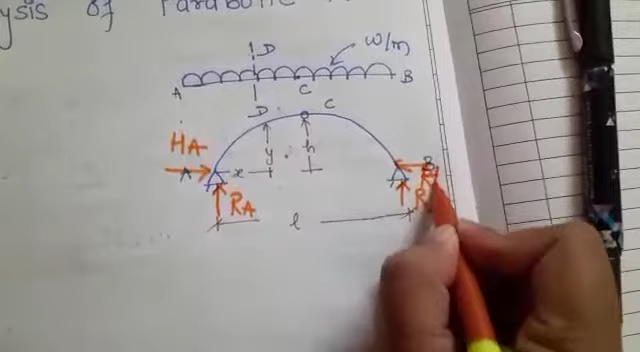 ysis of Parabolic
D
W/m
A C B
D C
HA
y h
A x B
RA R
l